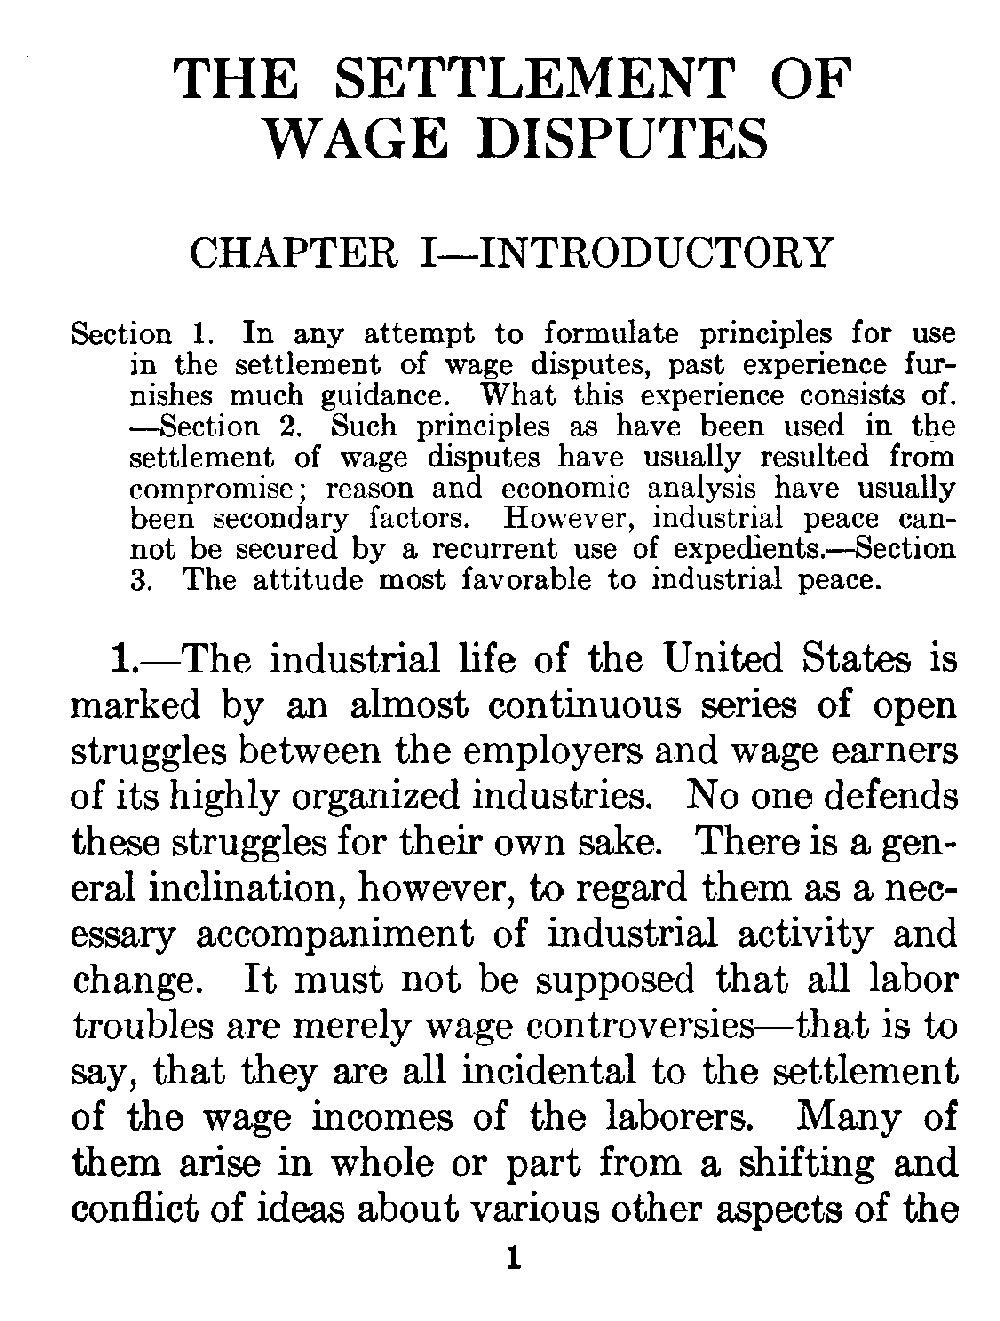 THE SETTLEMENT OF
WAGE DISPUTES
CHAPTER I—INTRODUCTORY
Section 1. In any attempt to formulate principles for use
in the settlement of wage disputes, past experience fur-
nishes much guidance. What this experience consists of.
—Section 2. Such principles as have been used in the
settlement of wage disputes have usually resulted from
compromise; reason and economic analysis have usually
been secondary factors. However, industrial peace can-
not be secured by a recurrent use of expedients.—Section
3. The attitude most favorable to industrial peace.
1.—The industrial life of the United States is
marked by an almost continuous series of open
struggles between the employers and wage earners
of its highly organized industries. No one defends
these struggles for their own sake. There is a gen-
eral inclination, however, to regard them as a nec-
essary accompaniment of industrial activity and
change. It must not be supposed that all labor
troubles are merely wage controversies—that is to
say, that they are all incidental to the settlement
of the wage incomes of the laborers. Many of
them arise in whole or part from a shifting and
conflict of ideas about various other aspects of the
1